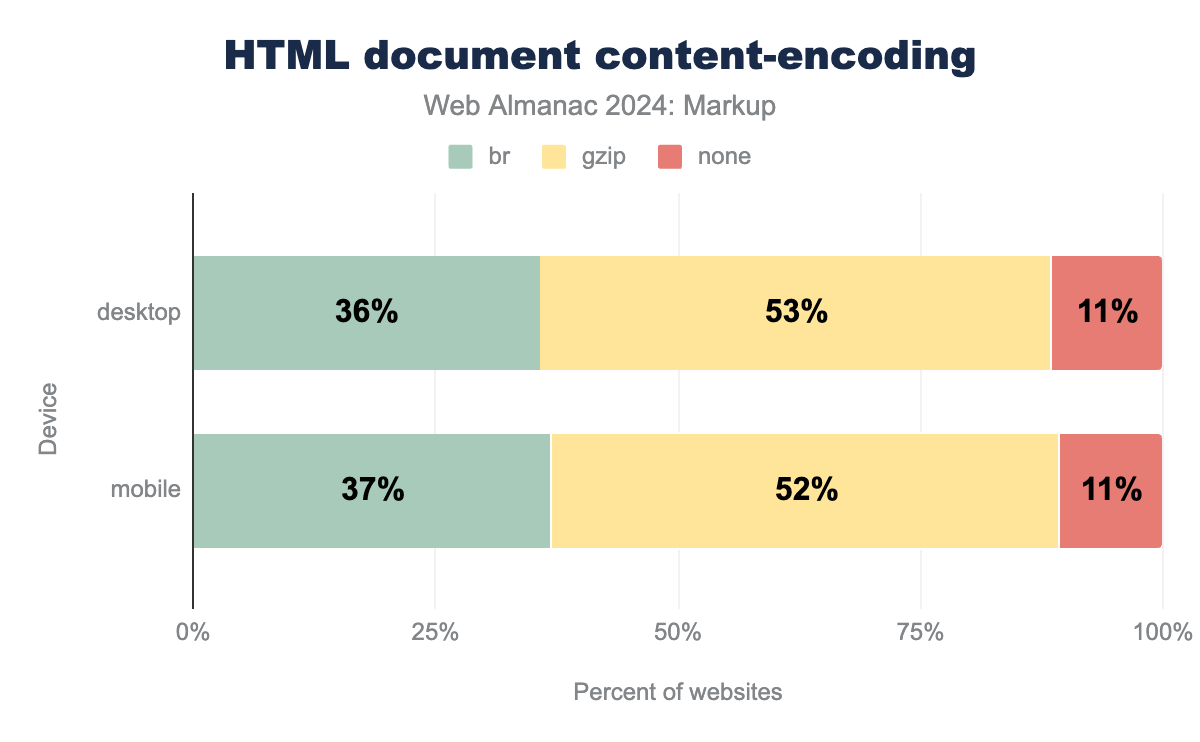 HTML document content-encoding
Web Almanac 2024: Markup
br gzip none
desktop 36% 53% 11%
Device
mobile 37% 52% 11%
0% 25% 50% 75% 100%
Percent of websites